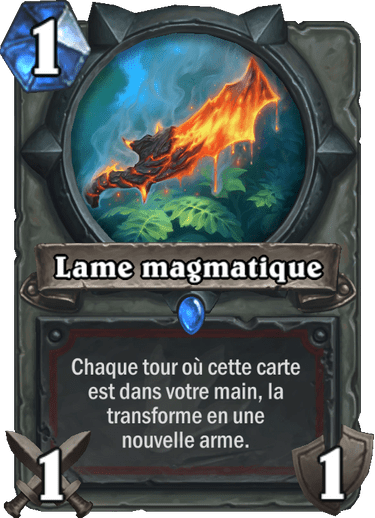 1
Lame magmatique
Chaque tour où cette carte
est dans votre main, la
transforme en une
nouvelle arme.
1
1